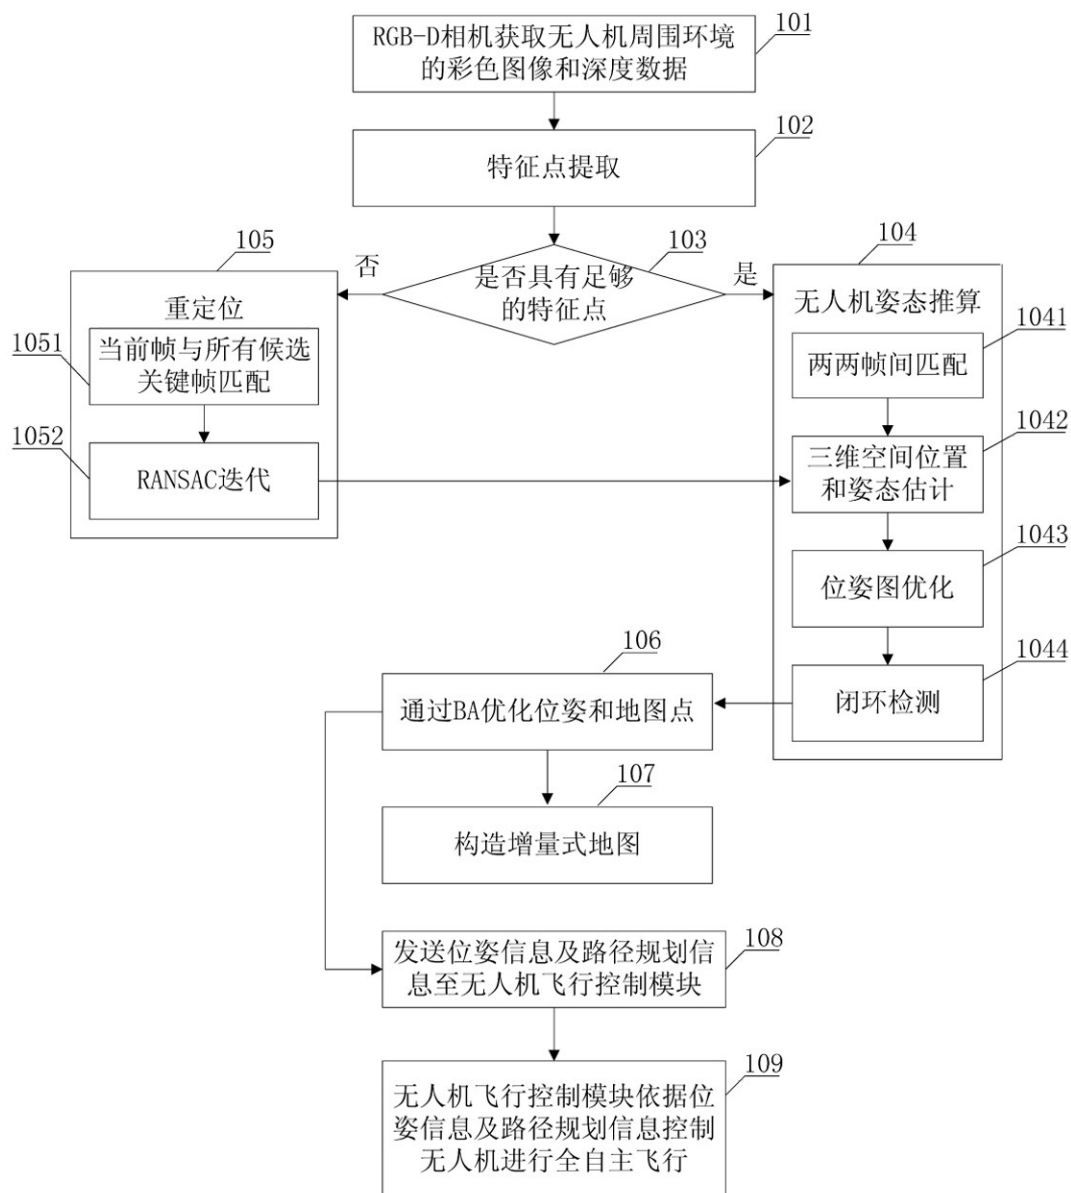 101
RGB-D相机获取无人机周围环境
的彩色图像和深度数据
102
特征点提取
103
是否具有足够
的特征点
否
是
105
重定位
1051
当前帧与所有候选
关键帧匹配
1052
RANSAC迭代
104
无人机姿态推算
1041
两两帧间匹配
1042
三维空间位置
和姿态估计
1043
位姿图优化
1044
闭环检测
106
通过BA优化位姿和地图点
107
构造增量式地图
108
发送位姿信息及路径规划信
息至无人机飞行控制模块
109
无人机飞行控制模块依据位
姿信息及路径规划信息控制
无人机进行全自主飞行